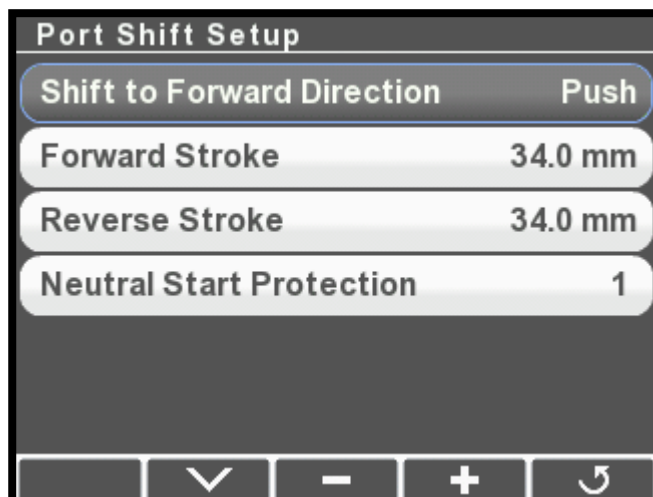 Port Shift Setup
Shift to Forward Direction Push
Forward Stroke 34.0 mm
Reverse Stroke 34.0 mm
Neutral Start Protection 1